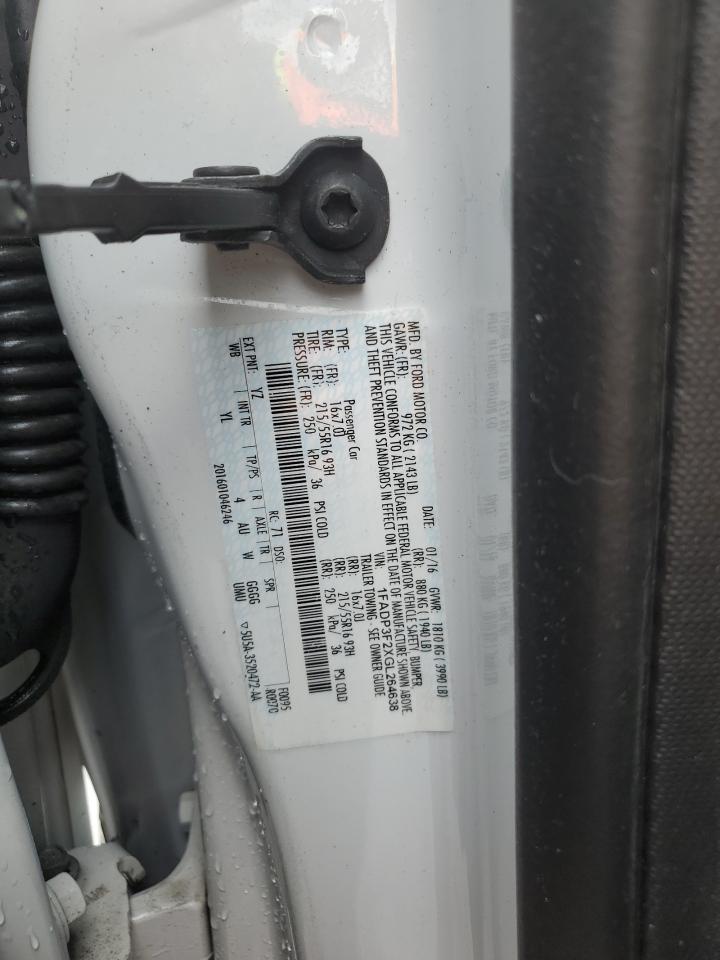 MFD. BY FORD MOTOR CO.
DATE: 01/16 GVWR: 1810 KG ( 3990 LB)
GAWR: (FR): 972 KG ( 2143 LB) (RR): 880 KG ( 1940 LB)
THIS VEHICLE CONFORMS TO ALL APPLICABLE FEDERAL MOTOR VEHICLE SAFETY, BUMPER
AND THEFT PREVENTION STANDARDS IN EFFECT ON THE DATE OF MANUFACTURE SHOWN ABOVE.
VIN: 1FADP3F2XGL264638
TYPE: Passenger Car TRAILER TOWING - SEE OWNER GUIDE
RIM: (FR): 16x7.0J (RR): 16x7.0J
TIRE: (FR): 215/55R16 93H (RR): 215/55R16 93H
PRESSURE: (FR): 250 kPa/ 36 PSI COLD (RR): 250 kPa/ 36 PSI COLD
RC: 71 DSO: F0095
EXT PNT: YZ INT TR TP/PS R AXLE TR SPR R0070
WB YL 4 AU W GGGG
201601046246 UMU ▽5U5A-3520472-AA